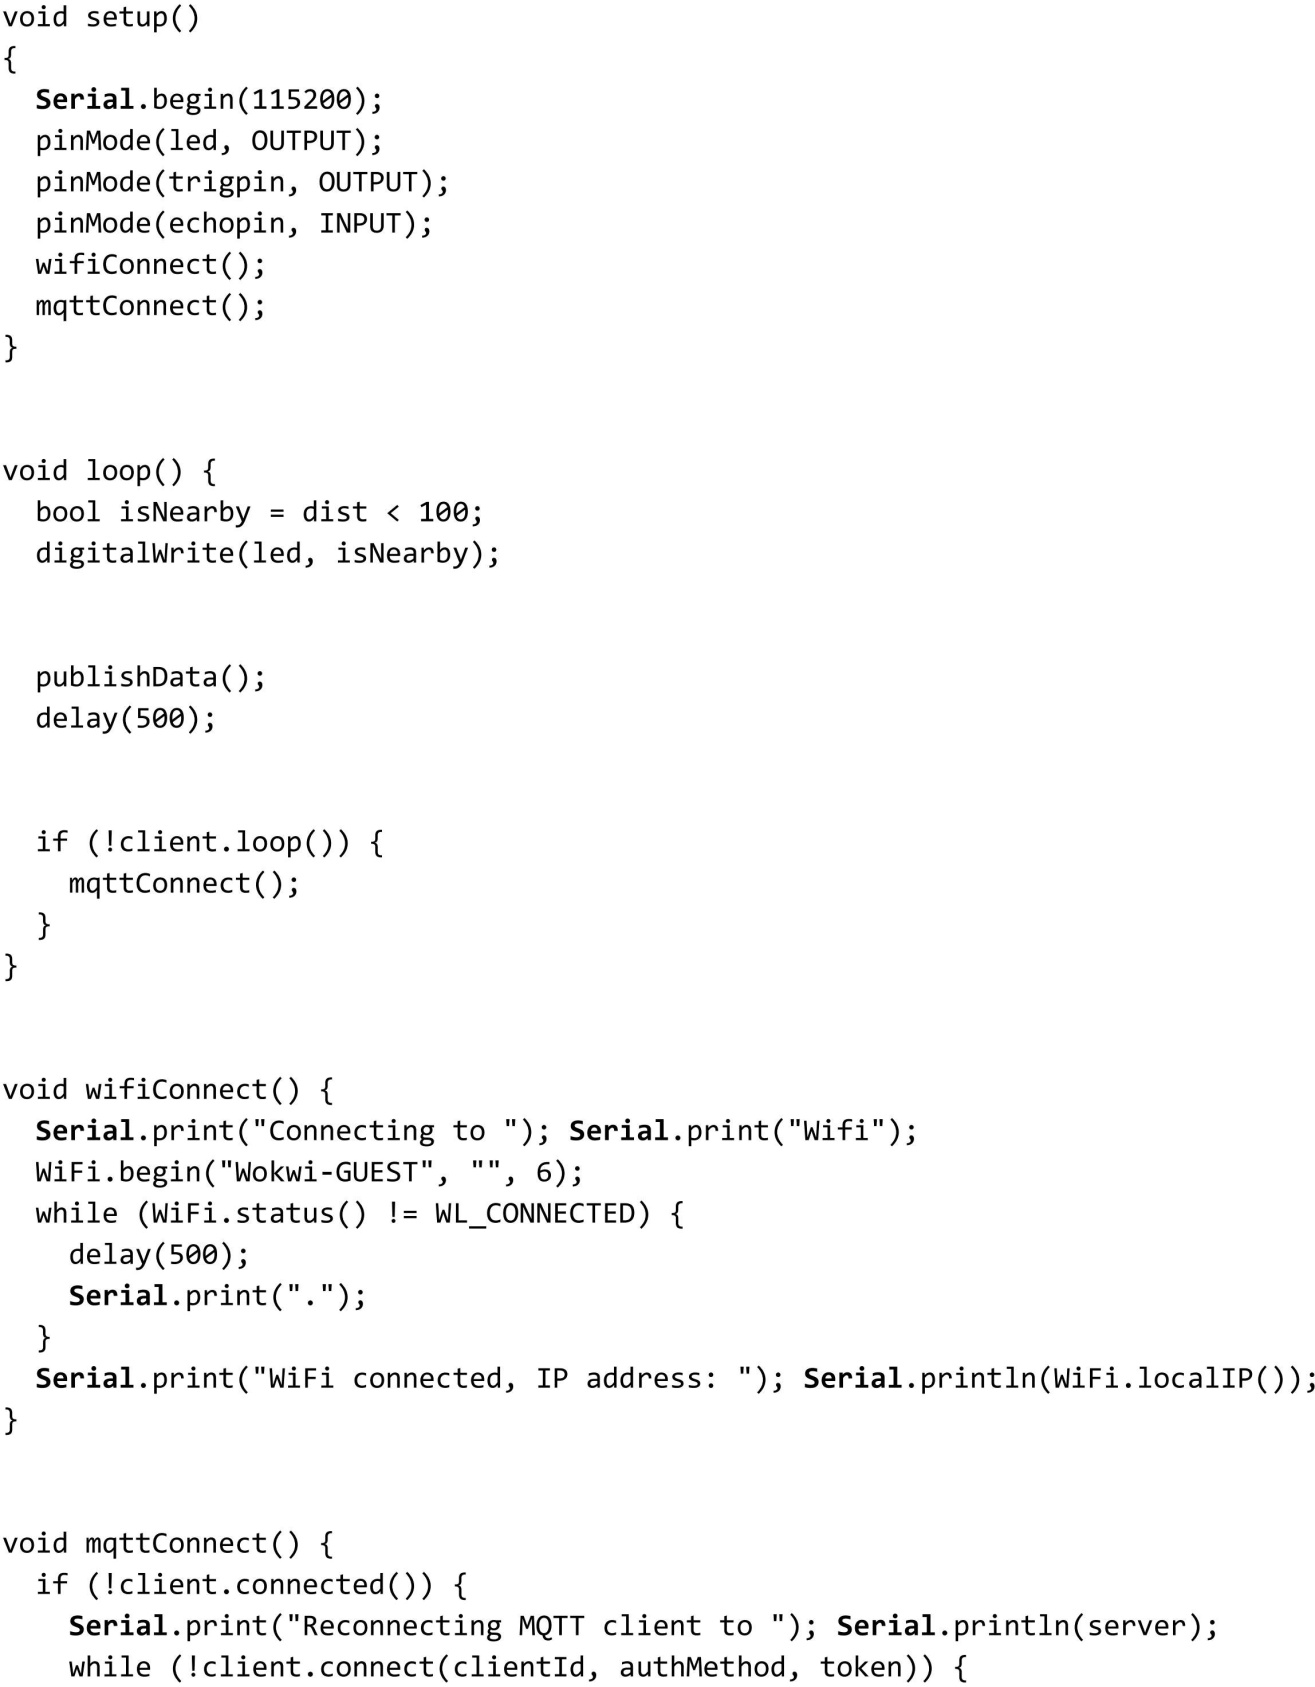 void setup()
{
  Serial.begin(115200);
  pinMode(led, OUTPUT);
  pinMode(trigpin, OUTPUT);
  pinMode(echopin, INPUT);
  wifiConnect();
  mqttConnect();
}
void loop() {
  bool isNearby = dist < 100;
  digitalWrite(led, isNearby);
  publishData();
  delay(500);
  if (!client.loop()) {
    mqttConnect();
  }
}
void wifiConnect() {
  Serial.print("Connecting to "); Serial.print("Wifi");
  WiFi.begin("Wokwi-GUEST", "", 6);
  while (WiFi.status() != WL_CONNECTED) {
    delay(500);
    Serial.print(".");
  }
  Serial.print("WiFi connected, IP address: "); Serial.println(WiFi.localIP());
}
void mqttConnect() {
  if (!client.connected()) {
    Serial.print("Reconnecting MQTT client to "); Serial.println(server);
    while (!client.connect(clientId, authMethod, token)) {